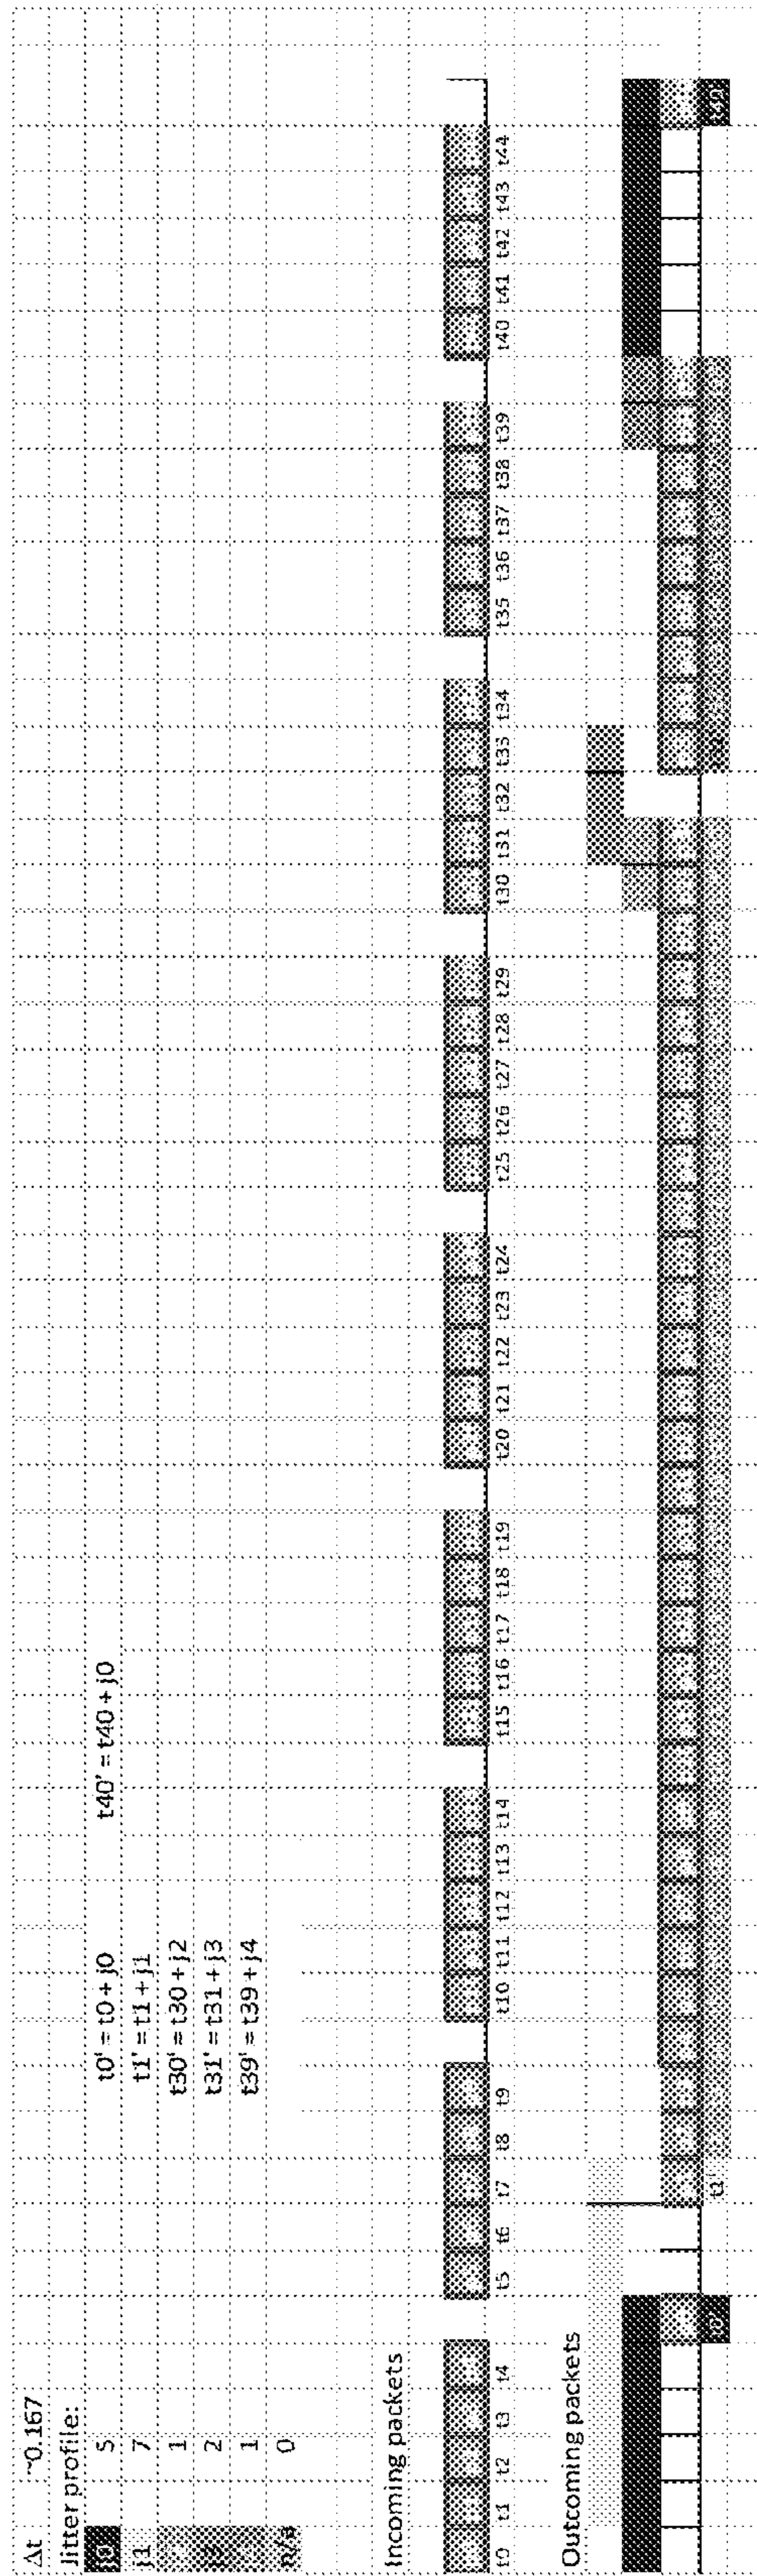 Δt ~0.167
Jitter profile:
j0 5 t0' = t0 + j0 t40' = t40 + j0
j1 7 t1' = t1 + j1
1 t30' = t30 + j2
j3 2 t31' = t31 + j3
1 t39' = t39 + j4
n/a 0
Incoming packets
t0 t1 t2 t3 t4 t5 t6 t7 t8 t9 t10 t11 t12 t13 t14 t15 t16 t17 t18 t19 t20 t21 t22 t23 t24 t25 t26 t27 t28 t29 t30 t31 t32 t33 t34 t35 t36 t37 t38 t39 t40 t41 t42 t43 t44
Outcoming packets
t0' t1' t40'